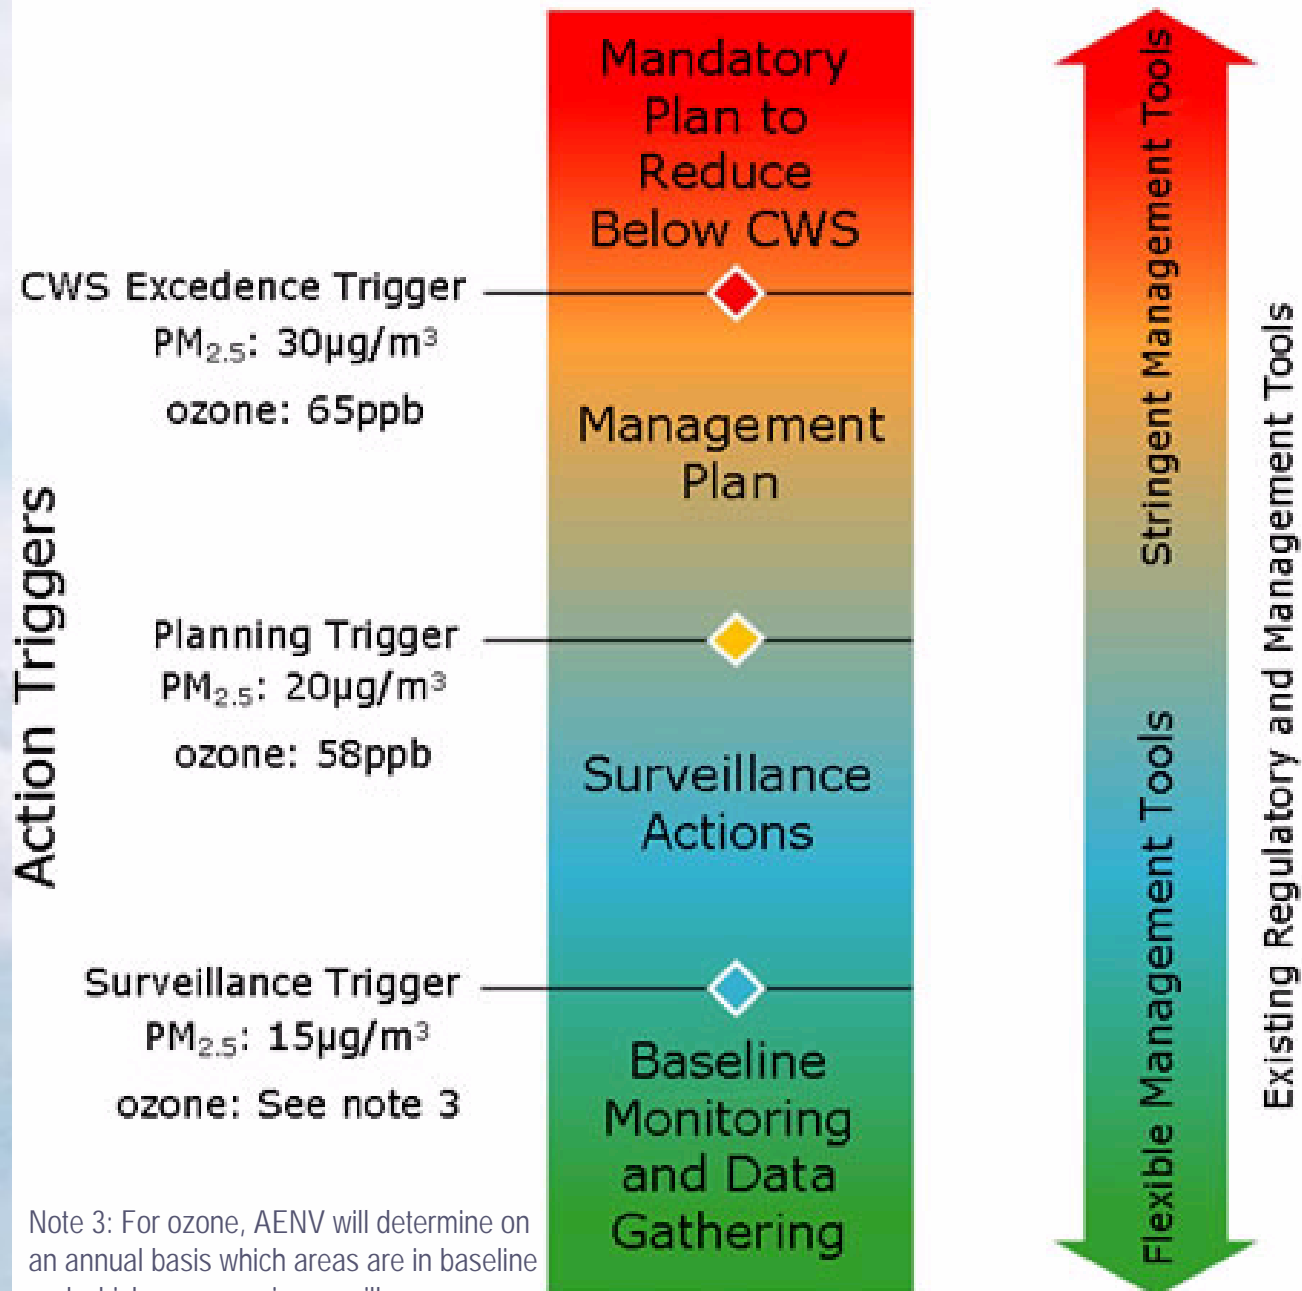 Mandatory
Plan to
Reduce
Below CWS
CWS Excedence Trigger
PM2.5: 30µg/m³
ozone: 65ppb
Management
Plan
Planning Trigger
PM2.5: 20µg/m³
ozone: 58ppb
Surveillance
Actions
Surveillance Trigger
PM2.5: 15µg/m³
ozone: See note 3
Baseline
Monitoring
and Data
Gathering
Note 3: For ozone, AENV will determine on
an annual basis which areas are in baseline
Action Triggers
Stringent Management Tools
Flexible Management Tools
Existing Regulatory and Management Tools